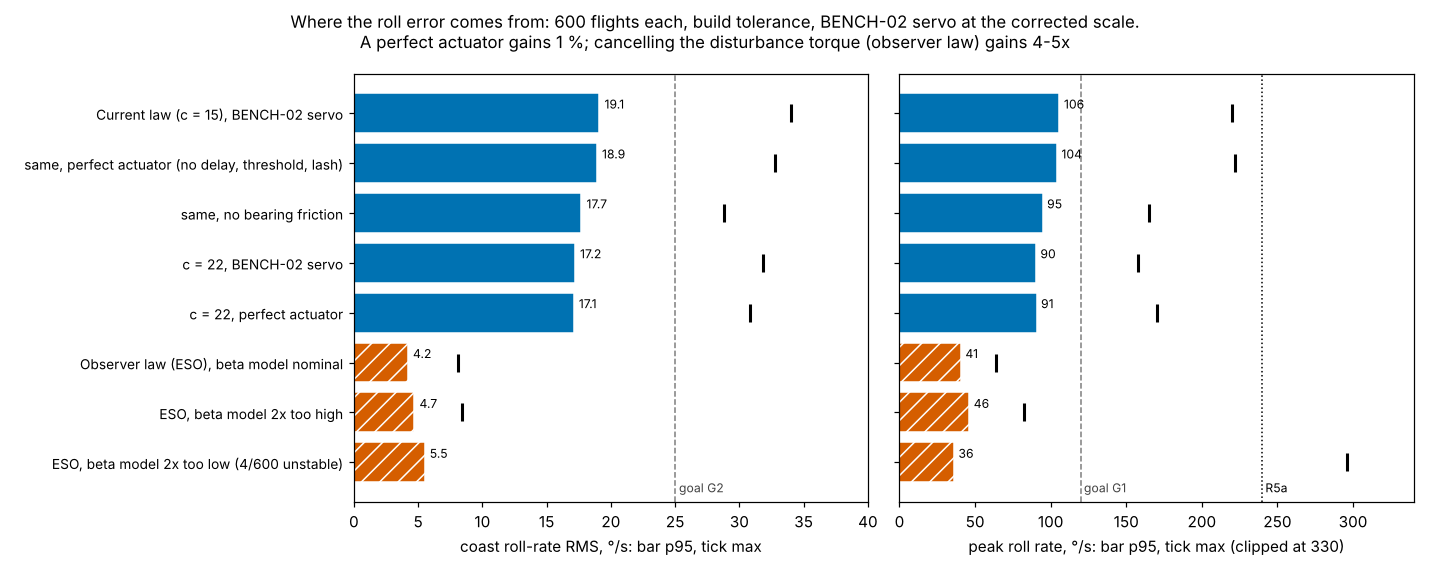 Where the roll error comes from: 600 flights each, build tolerance, BENCH-02 servo at the corrected scale.
A perfect actuator gains 1 %; cancelling the disturbance torque (observer law) gains 4-5x
Current law (c = 15), BENCH-02 servo
same, perfect actuator (no delay, threshold, lash)
same, no bearing friction
c = 22, BENCH-02 servo
c = 22, perfect actuator
Observer law (ESO), beta model nominal
ESO, beta model 2x too high
ESO, beta model 2x too low (4/600 unstable)
19.1
18.9
17.7
17.2
17.1
4.2
4.7
5.5
goal G2
0 5 10 15 20 25 30 35 40
coast roll-rate RMS, °/s: bar p95, tick max
106
104
95
90
91
41
46
36
goal G1
R5a
0 50 100 150 200 250 300
peak roll rate, °/s: bar p95, tick max (clipped at 330)